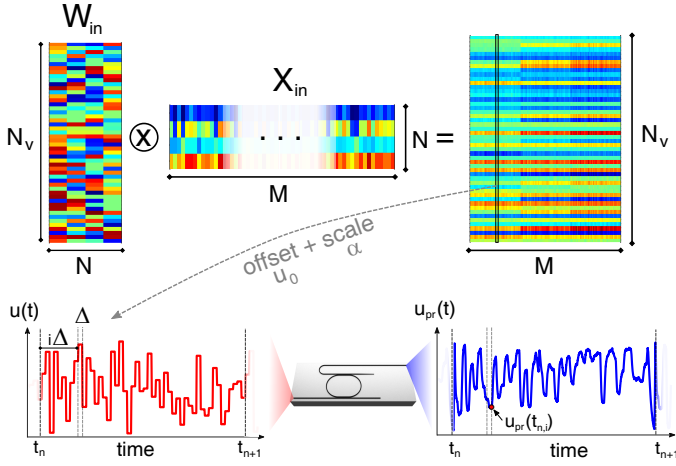 W_in
X_in
N_v
N
M
. . .
N =
N_v
M
offset + scale
u_0 α
u(t)
Δ
iΔ
t_n
time
t_n+1
u_pr(t)
u_pr(t_n,i)
t_n
time
t_n+1